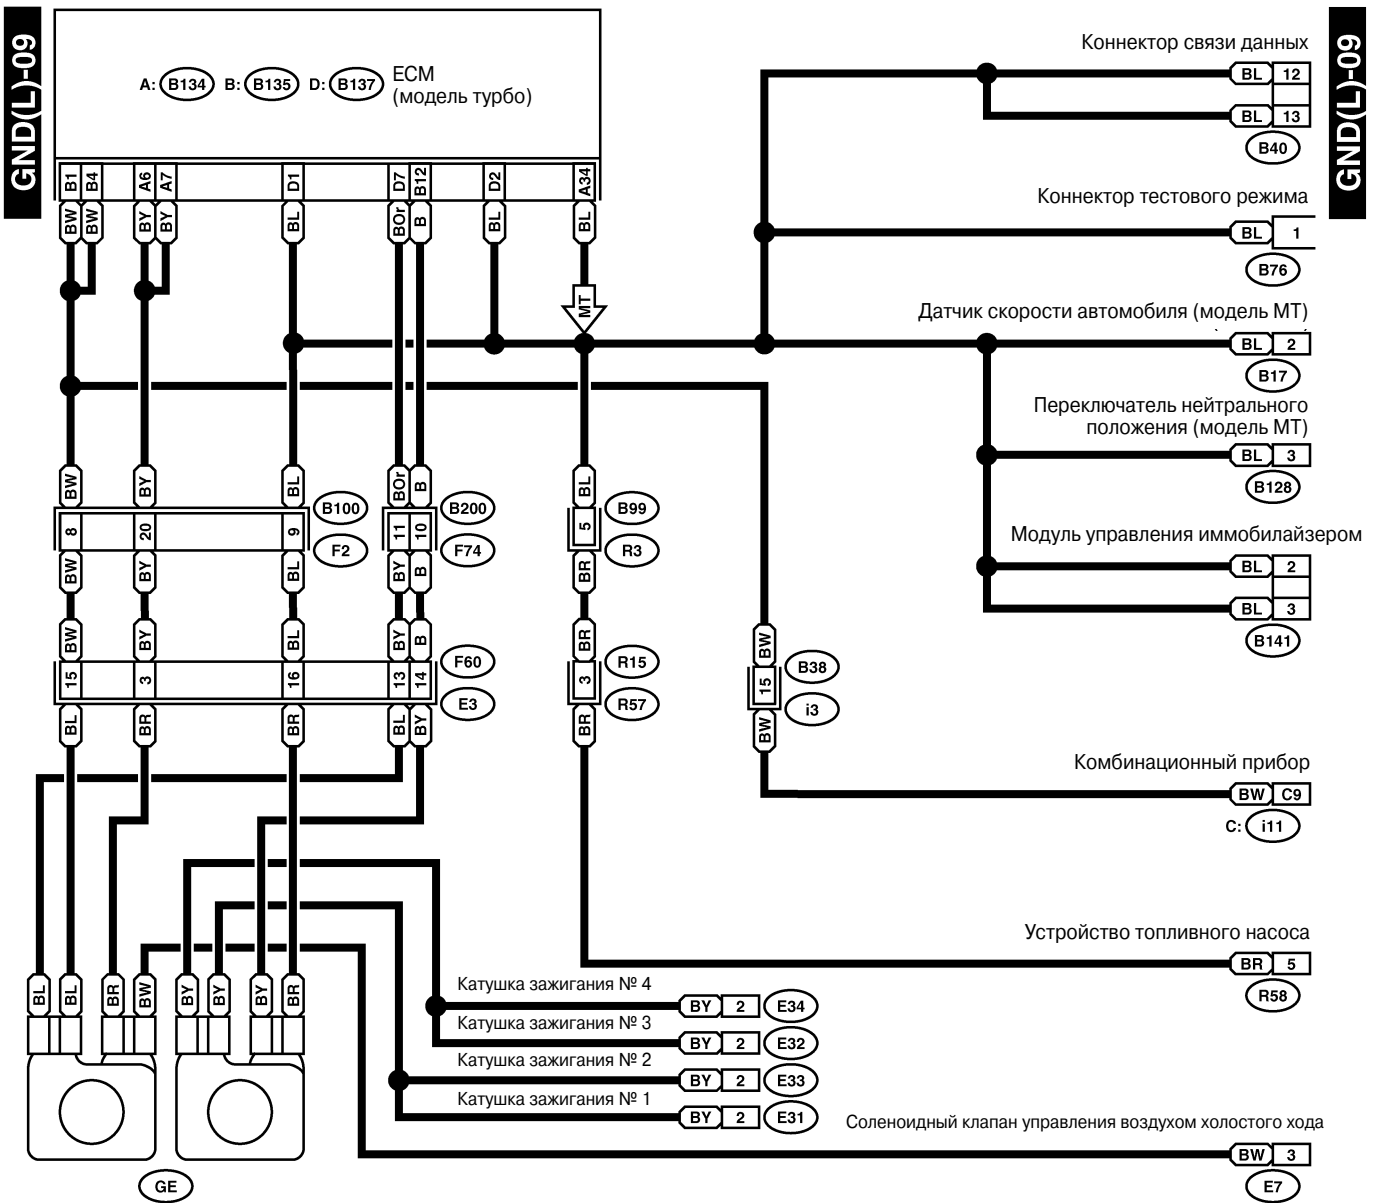 GND(L)-09
GND(L)-09
A: B134 B: B135 D: B137 ECM
(модель турбо)
B1 B4 A6 A7 D1 D7 B12 D2 A34
BW BW BY BY BL BOr B BL BL
MT
Коннектор связи данных
BL 12
BL 13
B40
Коннектор тестового режима
BL 1
B76
Датчик скорости автомобиля (модель МТ)
BL 2
B17
Переключатель нейтрального
положения (модель МТ)
BL 3
B128
Модуль управления иммобилайзером
BL 2
BL 3
B141
BW BY BL BOr B BL
8 20 9 B100 11 10 B200 5 B99
F2 F74 R3
BW BY BL BY B BR
BW BY BL BY B BR BW
15 3 16 13 14 F60 3 R15 15 B38
E3 R57 i3
BL BR BR BL BY BR BW
Комбинационный прибор
BW C9
C: i11
Устройство топливного насоса
BR 5
R58
BL BL BR BW BY BY BY BR
Катушка зажигания № 4
BY 2 E34
Катушка зажигания № 3
BY 2 E32
Катушка зажигания № 2
BY 2 E33
Катушка зажигания № 1
BY 2 E31
Соленоидный клапан управления воздухом холостого хода
BW 3
E7
GE